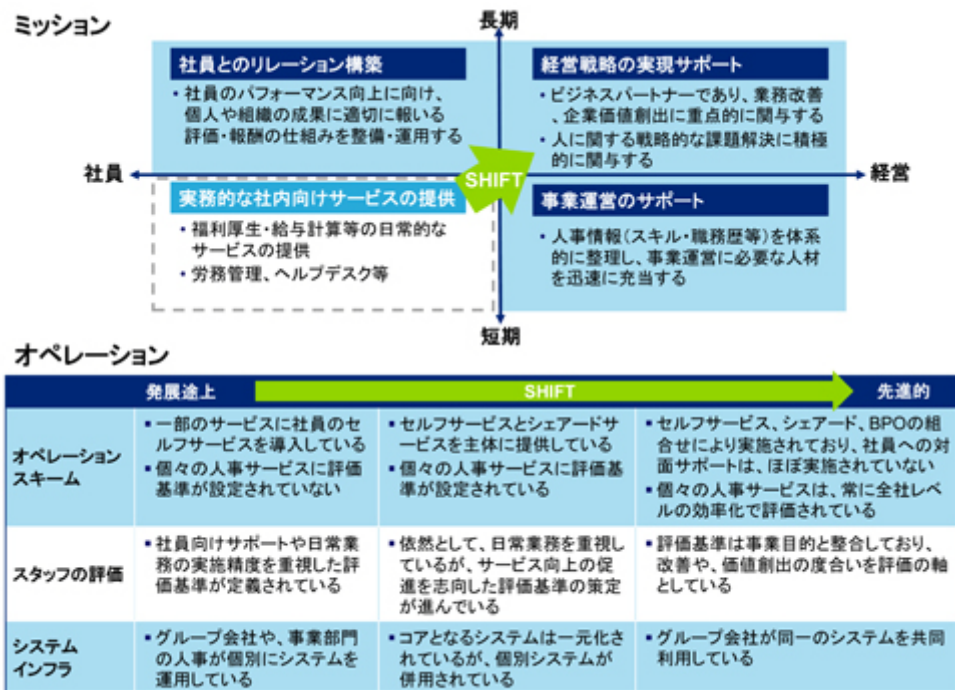 ミッション
長期
社員とのリレーション構築
▪ 社員のパフォーマンス向上に向け、
個人や組織の成果に適切に報いる
評価・報酬の仕組みを整備・運用する
経営戦略の実現サポート
▪ ビジネスパートナーであり、業務改善
、企業価値創出に重点的に関与する
▪ 人に関する戦略的な課題解決に積極
的に関与する
社員
SHIFT
経営
実務的な社内向けサービスの提供
▪ 福利厚生・給与計算等の日常的な
サービスの提供
▪ 労務管理、ヘルプデスク等
事業運営のサポート
▪ 人事情報(スキル・職務歴等)を体系
的に整理し、事業運営に必要な人材
を迅速に充当する
短期
オペレーション
発展途上
SHIFT
先進的
オペレーション
スキーム
▪ 一部のサービスに社員のセ
ルフサービスを導入している
▪ 個々の人事サービスに評価
基準が設定されていない
▪ セルフサービスとシェアードサ
ービスを主体に提供している
▪ 個々の人事サービスに評価基
準が設定されている
▪ セルフサービス、シェアード、BPOの組
合せにより実施されており、社員への対
面サポートは、ほぼ実施されていない
▪ 個々の人事サービスは、常に全社レベ
ルの効率化で評価されている
スタッフの評価
▪ 社員向けサポートや日常業
務の実施精度を重視した評
価基準が定義されている
▪ 依然として、日常業務を重視し
ているが、サービス向上の促
進を志向した評価基準の策定
が進んでいる
▪ 評価基準は事業目的と整合しており、
改善や、価値創出の度合いを評価の軸
としている
システム
インフラ
▪ グループ会社や、事業部門
の人事が個別にシステムを
運用している
▪ コアとなるシステムは一元化さ
れているが、個別システムが
併用されている
▪ グループ会社が同一のシステムを共同
利用している